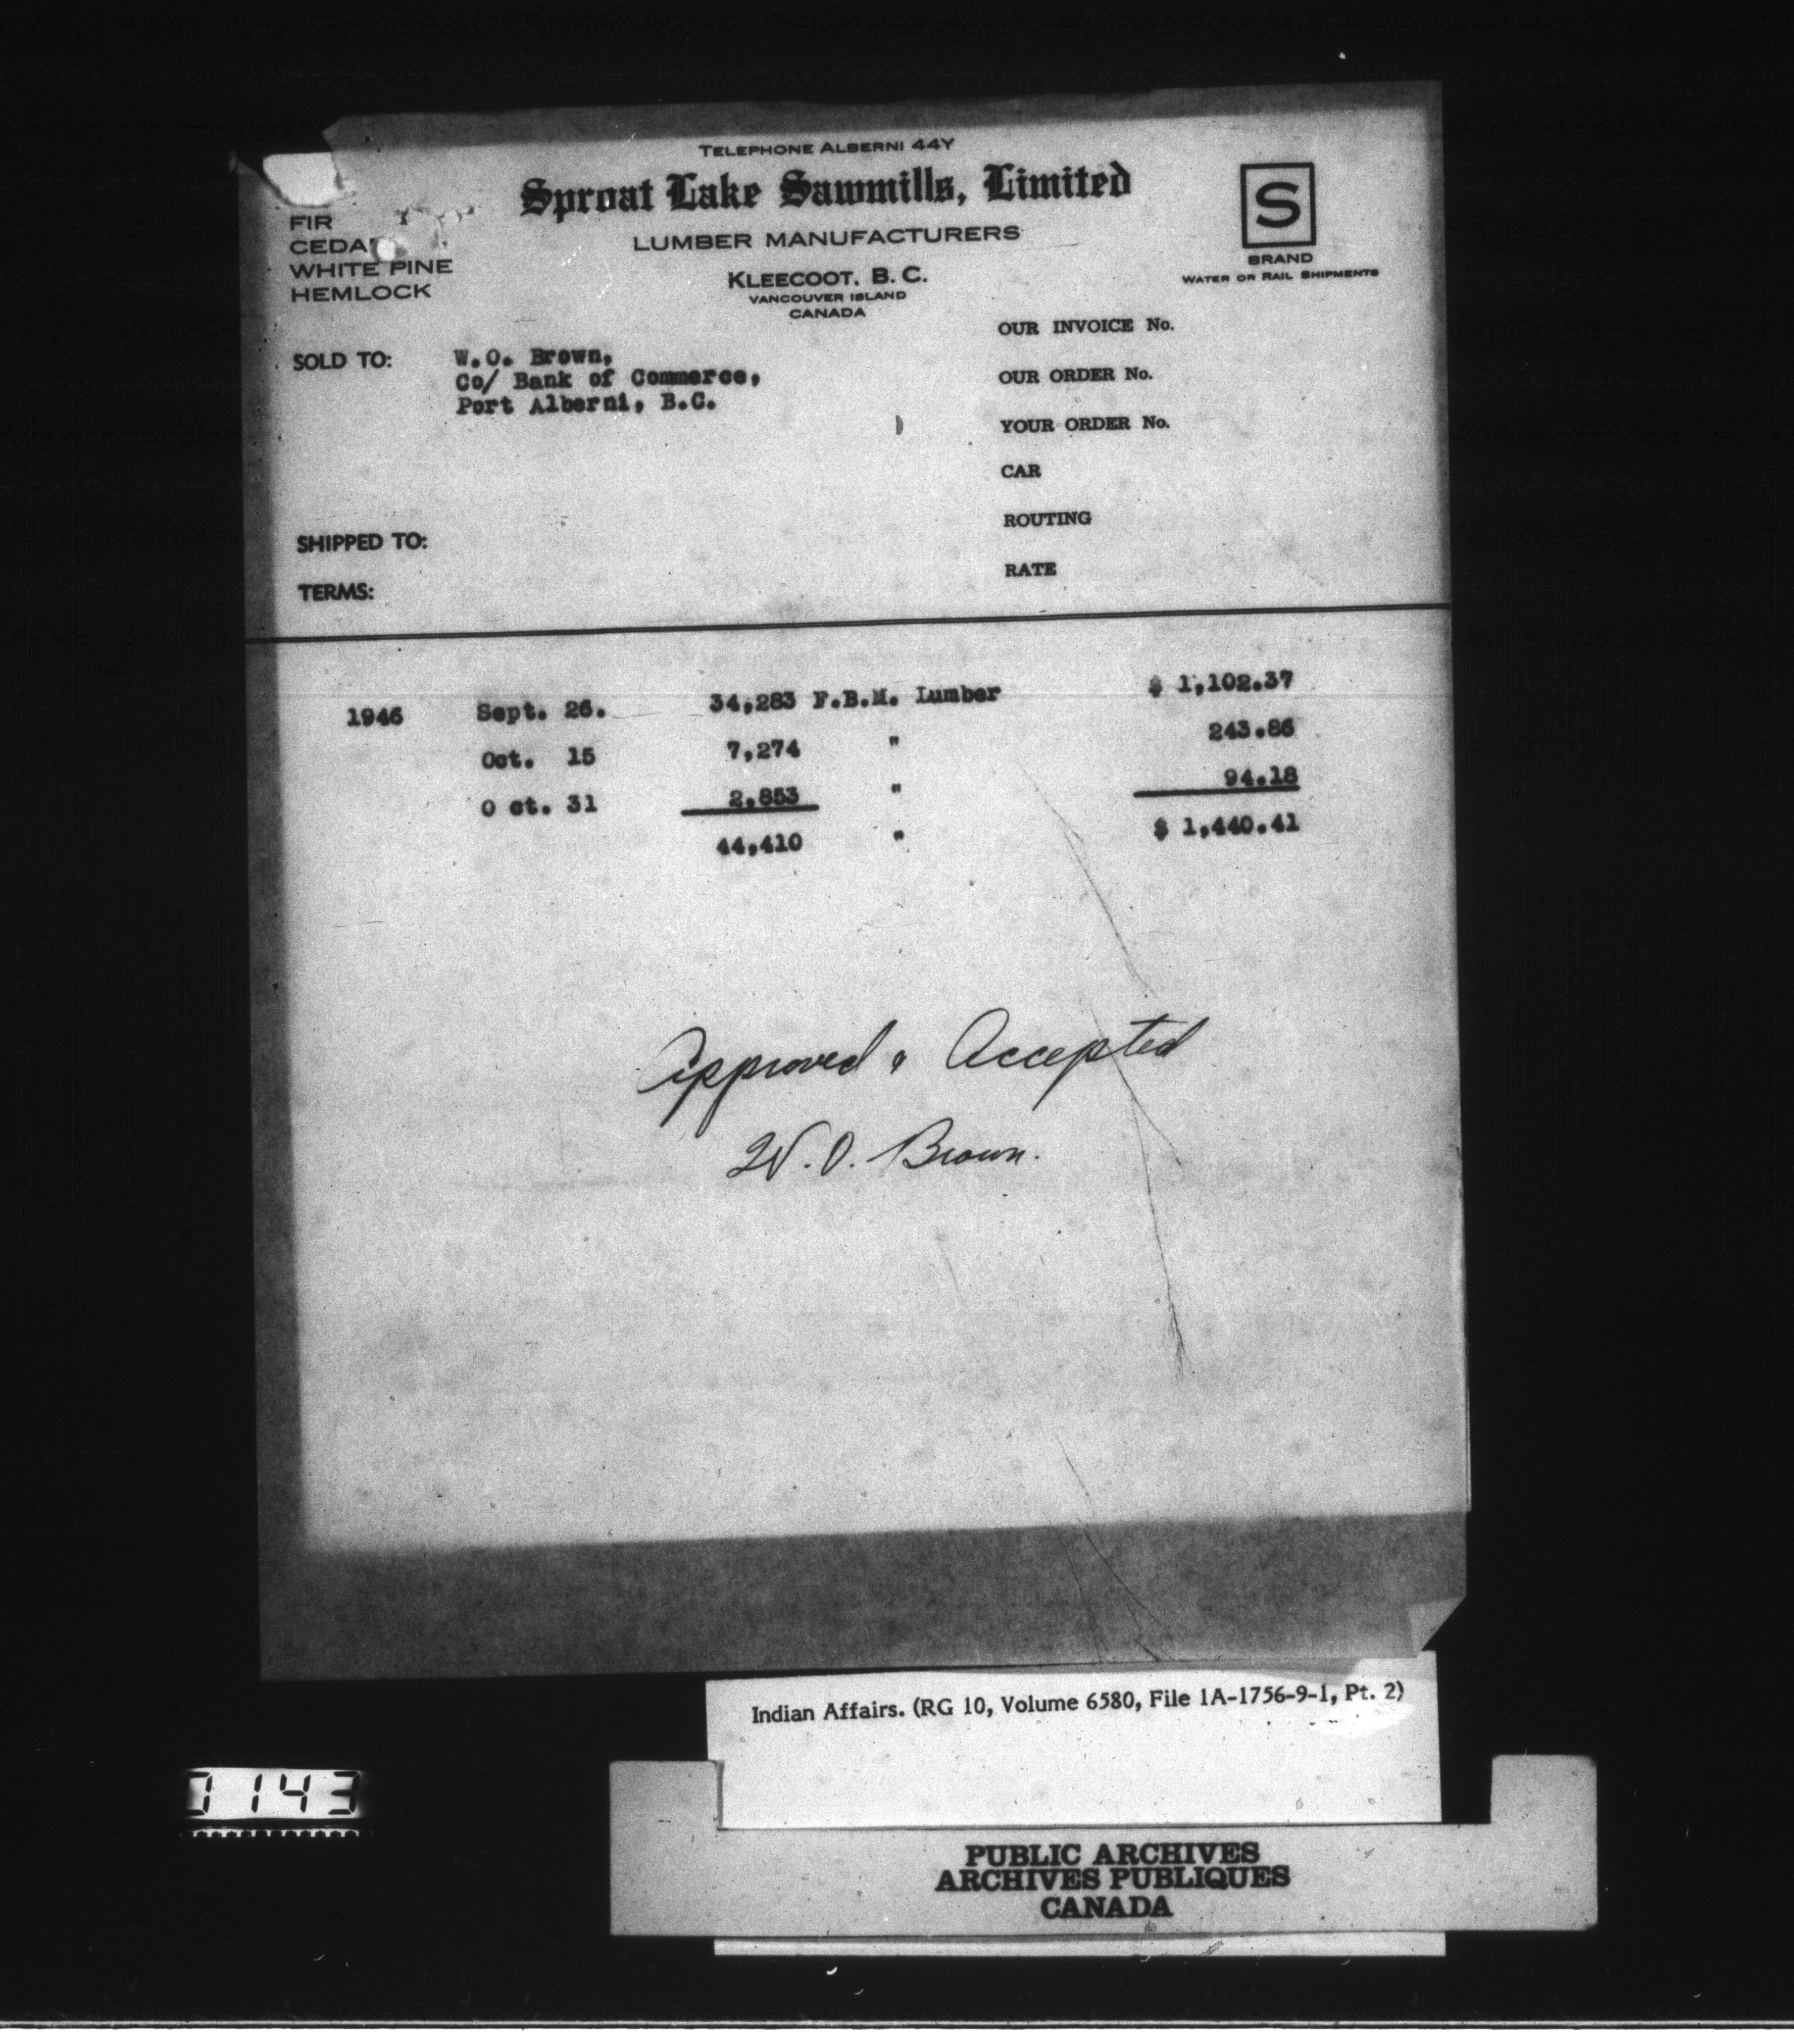 TELEPHONE ALBERNI 44Y
Sproat Lake Sawmills, Limited
LUMBER MANUFACTURERS
KLEECOOT, B. C.
VANCOUVER ISLAND
CANADA
FIR
CEDA
WHITE PINE
HEMLOCK
S
BRAND
WATER OR RAIL SHIPMENTS
SOLD TO: W.O. Brown,
Co/ Bank of Commerce,
Port Alberni, B.C.
OUR INVOICE No.
OUR ORDER No.
YOUR ORDER No.
CAR
ROUTING
RATE
SHIPPED TO:
TERMS:
1946 Sept. 26. 34,283 F.B.M. Lumber $ 1,102.37
Oct. 15 7,274 " 243.86
O ct. 31 2,853 " 94.18
44,410 " $ 1,440.41
Approved & Accepted
W. O. Brown.
Indian Affairs. (RG 10, Volume 6580, File 1A-1756-9-1, Pt. 2)
1143
PUBLIC ARCHIVES
ARCHIVES PUBLIQUES
CANADA